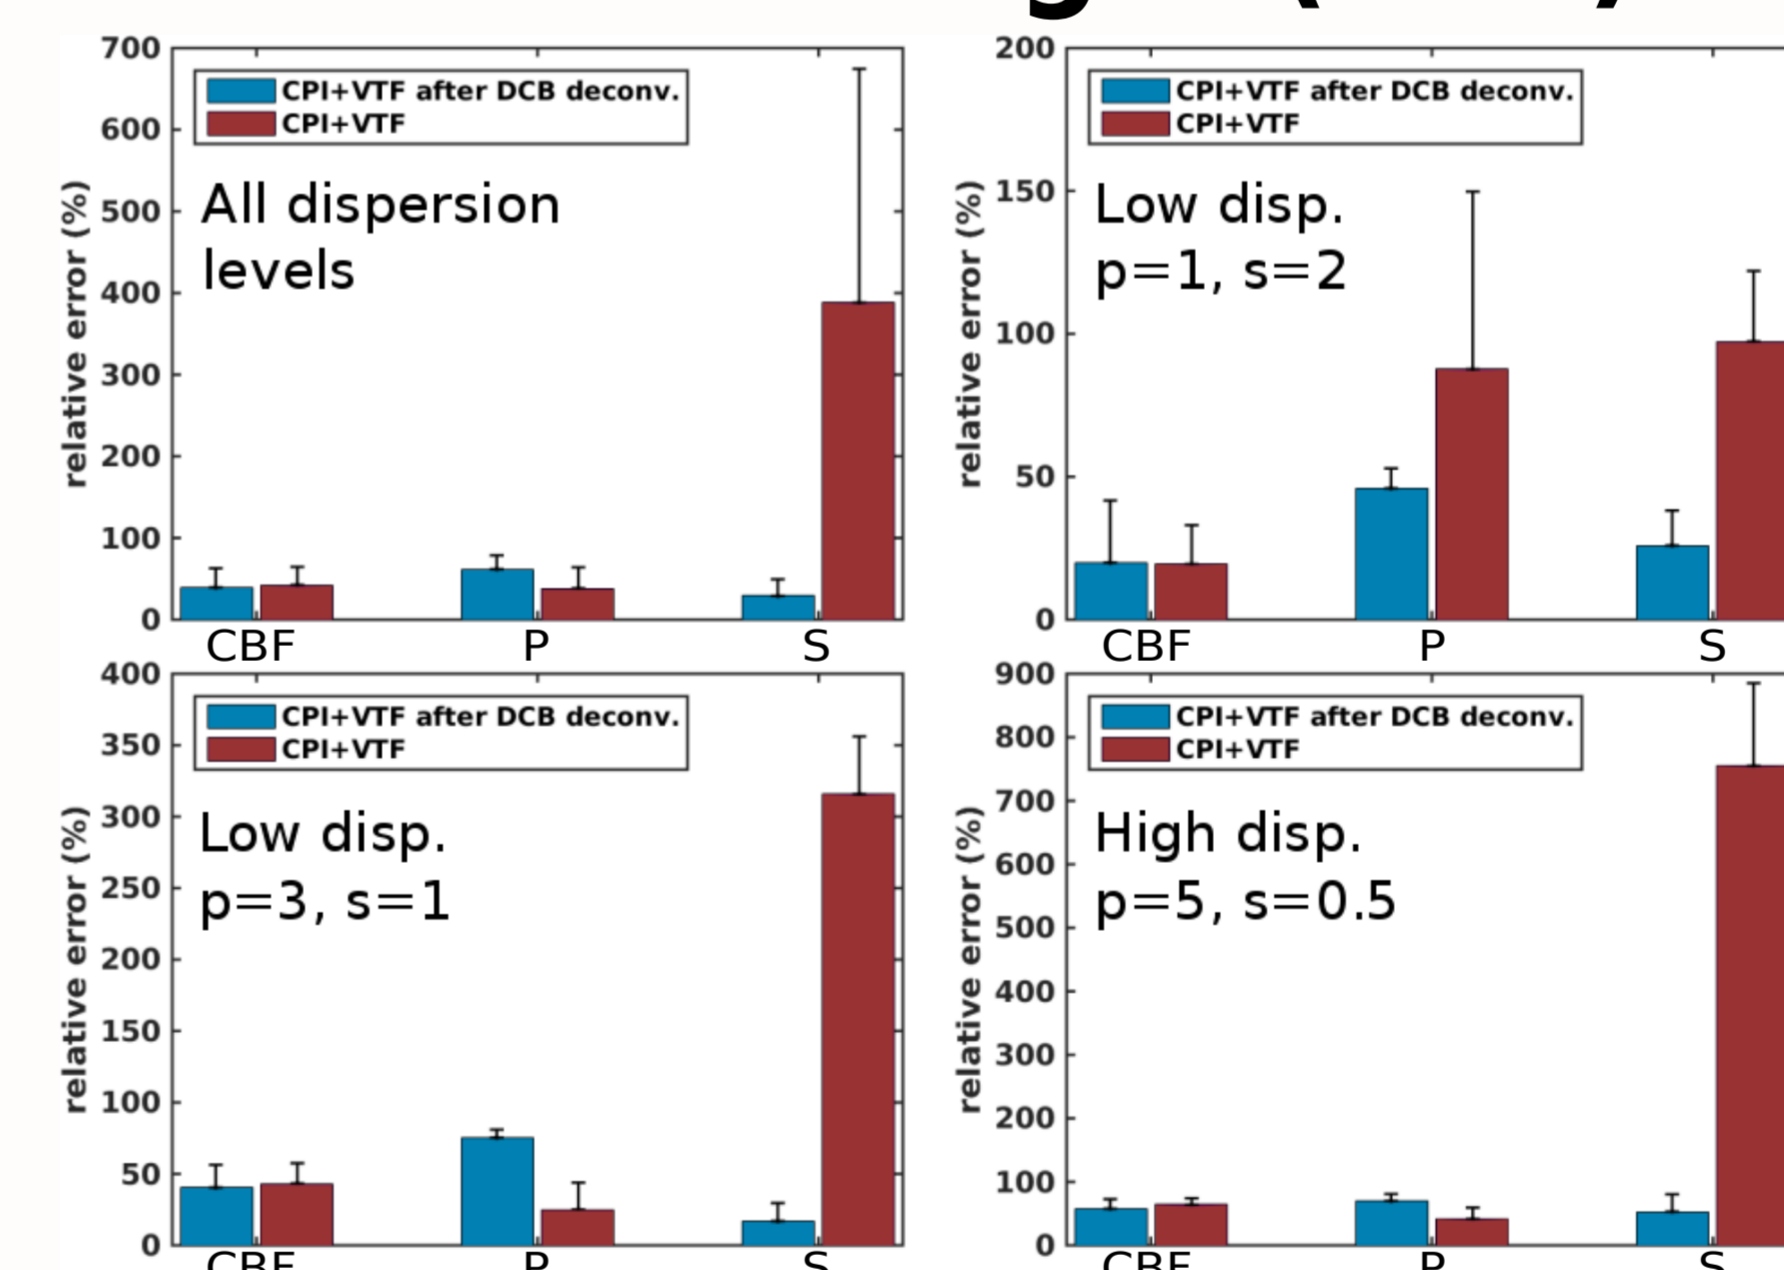 700
600
500
400
300
200
100
0
relative error (%)
CPI+VTF after DCB deconv.
CPI+VTF
All dispersion
levels
CBF P S
200
150
100
50
0
relative error (%)
CPI+VTF after DCB deconv.
CPI+VTF
Low disp.
p=1, s=2
CBF P S
400
350
300
250
200
150
100
50
0
relative error (%)
CPI+VTF after DCB deconv.
CPI+VTF
Low disp.
p=3, s=1
CBF P S
900
800
700
600
500
400
300
200
100
0
relative error (%)
CPI+VTF after DCB deconv.
CPI+VTF
High disp.
p=5, s=0.5
CBF P S